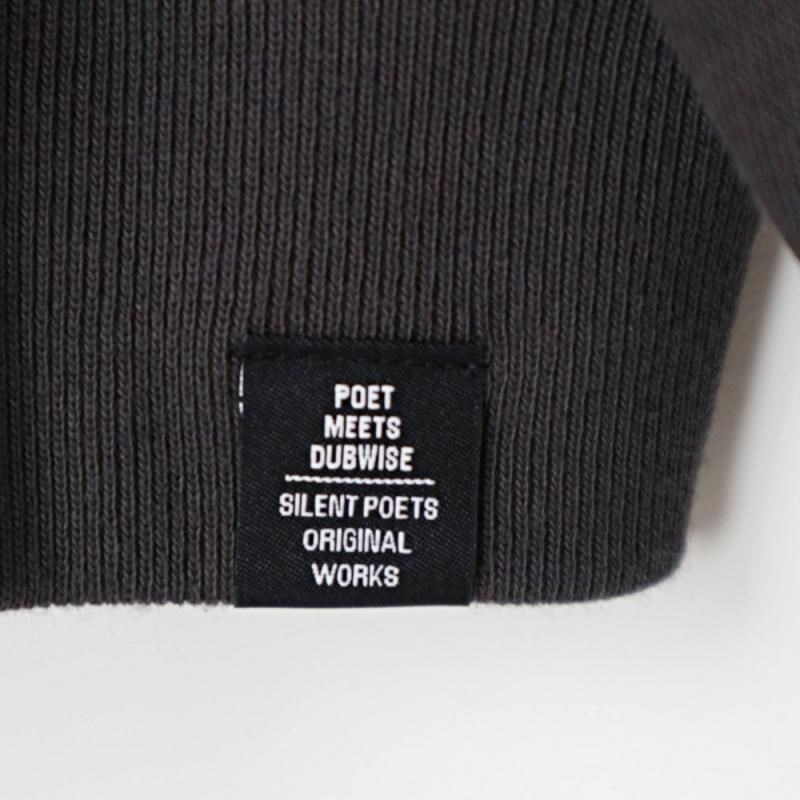 POET
MEETS
DUBWISE
SILENT POETS
ORIGINAL
WORKS